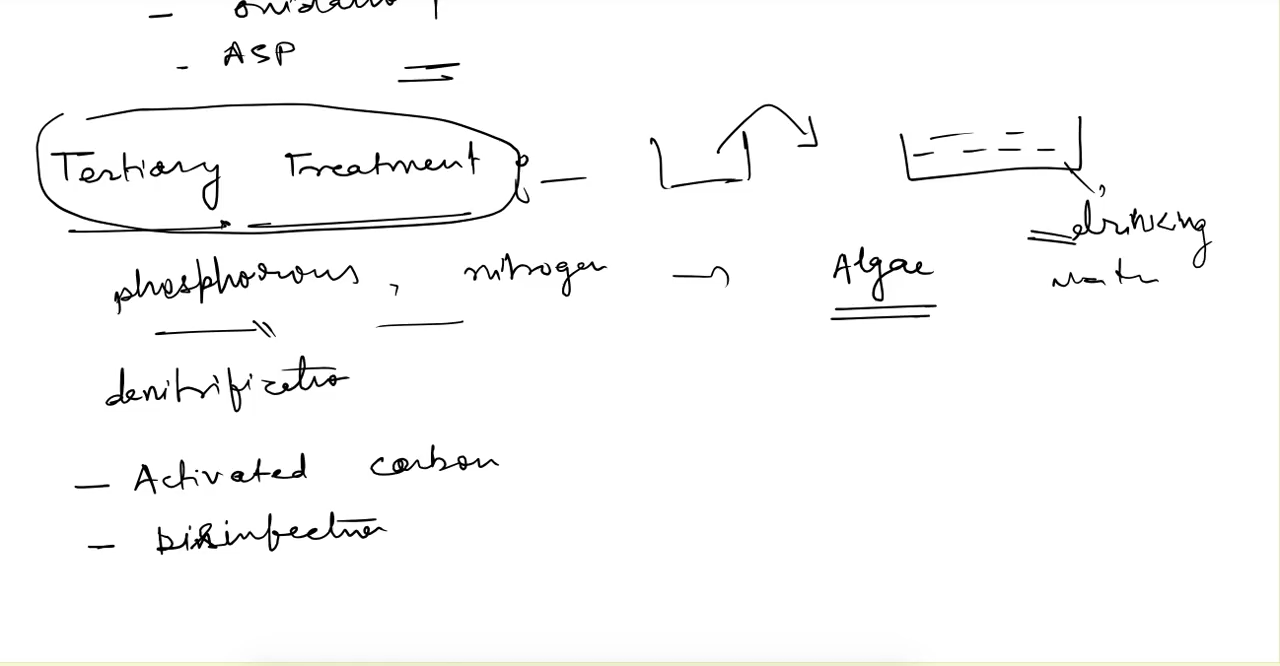 - ASP
Tertiary Treatment :-
phosphorous, nitrogen → Algae
drinking
water
denitrification
- Activated carbon
- Disinfection